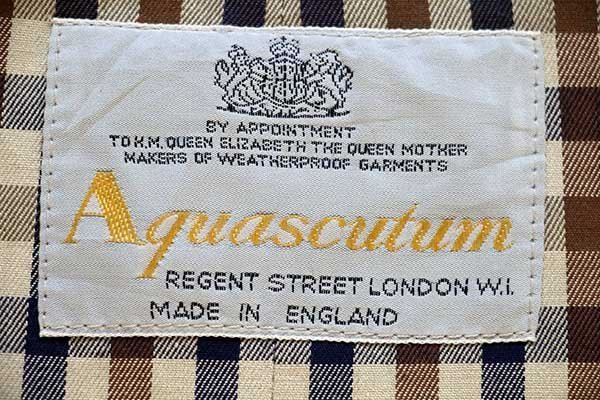 BY APPOINTMENT
TO H.M. QUEEN ELIZABETH THE QUEEN MOTHER
MAKERS OF WEATHERPROOF GARMENTS
Aquascutum
REGENT STREET LONDON W.I.
MADE IN ENGLAND